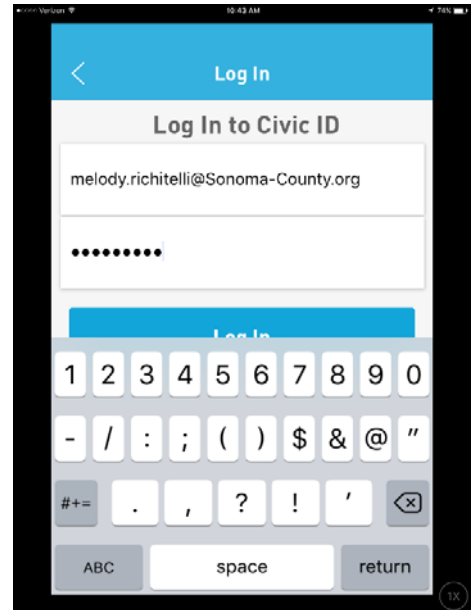 Verizon 10:43 AM 74%
Log In
Log In to Civic ID
melody.richitelli@Sonoma-County.org
•••••••••
Log In
1 2 3 4 5 6 7 8 9 0
- / : ; ( ) $ & @ "
#+= . , ? ! '
ABC space return
1X